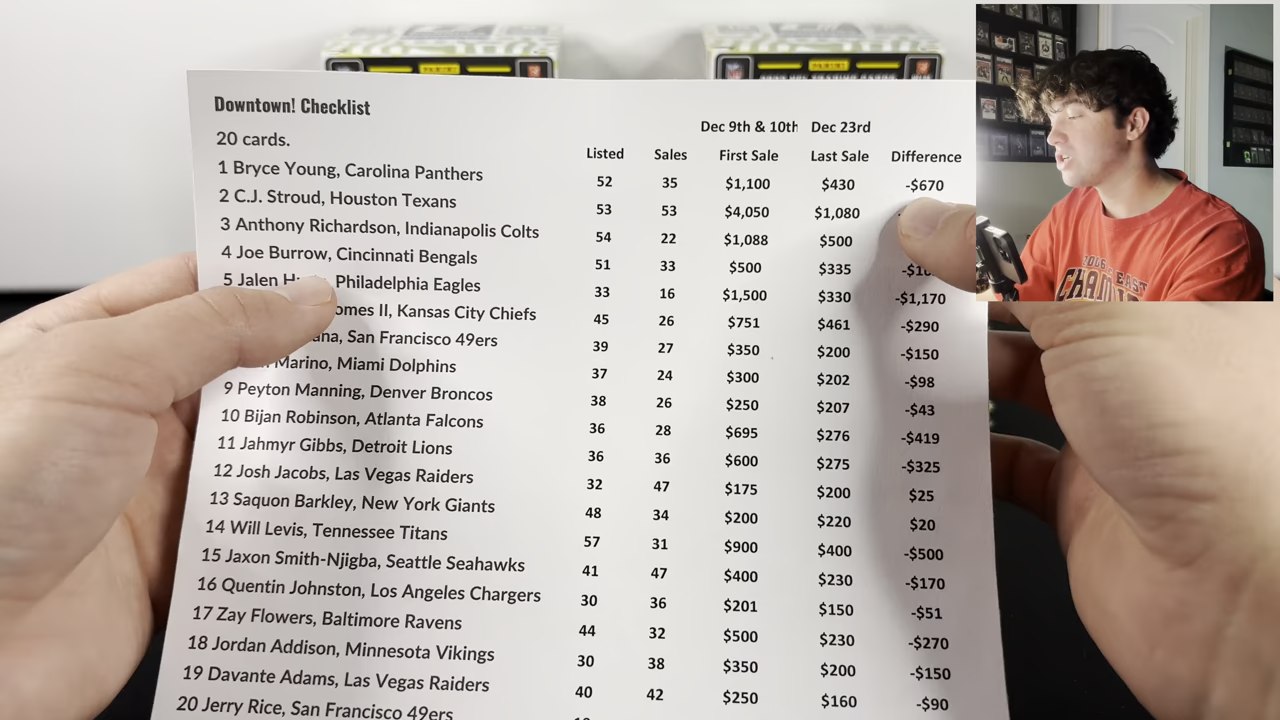 Downtown! Checklist
20 cards.
Dec 9th & 10th Dec 23rd
Listed Sales First Sale Last Sale Difference
1 Bryce Young, Carolina Panthers 52 35 $1,100 $430 -$670
2 C.J. Stroud, Houston Texans 53 53 $4,050 $1,080
3 Anthony Richardson, Indianapolis Colts 54 22 $1,088 $500
4 Joe Burrow, Cincinnati Bengals 51 33 $500 $335
5 Jalen Philadelphia Eagles 33 16 $1,500 $330 -$1,170
II, Kansas City Chiefs 45 26 $751 $461 -$290
San Francisco 49ers 39 27 $350 $200 -$150
Marino, Miami Dolphins 37 24 $300 $202 -$98
9 Peyton Manning, Denver Broncos 38 26 $250 $207 -$43
10 Bijan Robinson, Atlanta Falcons 36 28 $695 $276 -$419
11 Jahmyr Gibbs, Detroit Lions 36 36 $600 $275 -$325
12 Josh Jacobs, Las Vegas Raiders 32 47 $175 $200 $25
13 Saquon Barkley, New York Giants 48 34 $200 $220 $20
14 Will Levis, Tennessee Titans 57 31 $900 $400 -$500
15 Jaxon Smith-Njigba, Seattle Seahawks 41 47 $400 $230 -$170
16 Quentin Johnston, Los Angeles Chargers 30 36 $201 $150 -$51
17 Zay Flowers, Baltimore Ravens 44 32 $500 $230 -$270
18 Jordan Addison, Minnesota Vikings 30 38 $350 $200 -$150
19 Davante Adams, Las Vegas Raiders 40 42 $250 $160 -$90
20 Jerry Rice, San Francisco 49ers